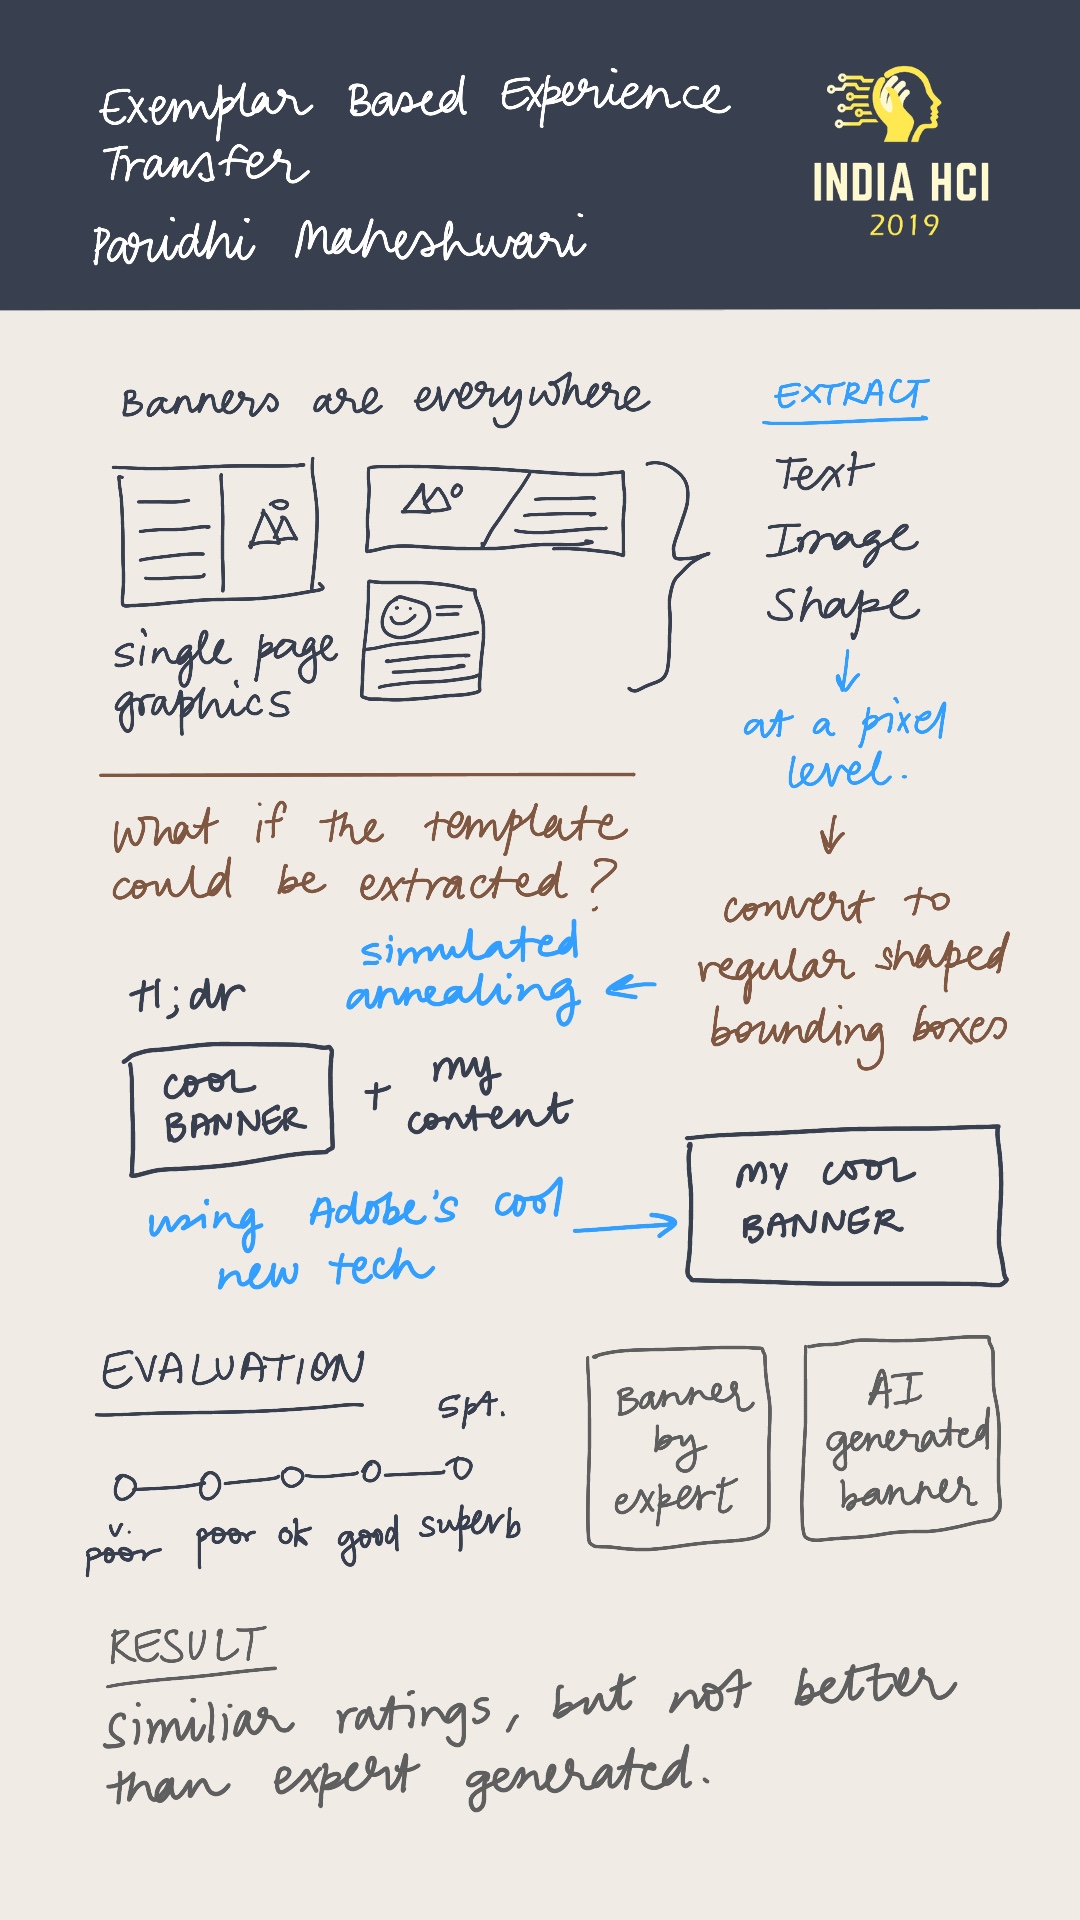 Exemplar Based Experience
Transfer
Paridhi Maheshwari
INDIA HCI
2019
Banners are everywhere
single page
graphics
EXTRACT
Text
Image
Shape
at a pixel
level.
convert to
regular shaped
bounding boxes
simulated
annealing
What if the template
could be extracted?
tl;dr
COOL
BANNER
+ my
content
using Adobe's cool
new tech
MY COOL
BANNER
EVALUATION
5pt.
v.
poor poor ok good superb
Banner
by
expert
AI
generated
banner
RESULT
similiar ratings, but not better
than expert generated.